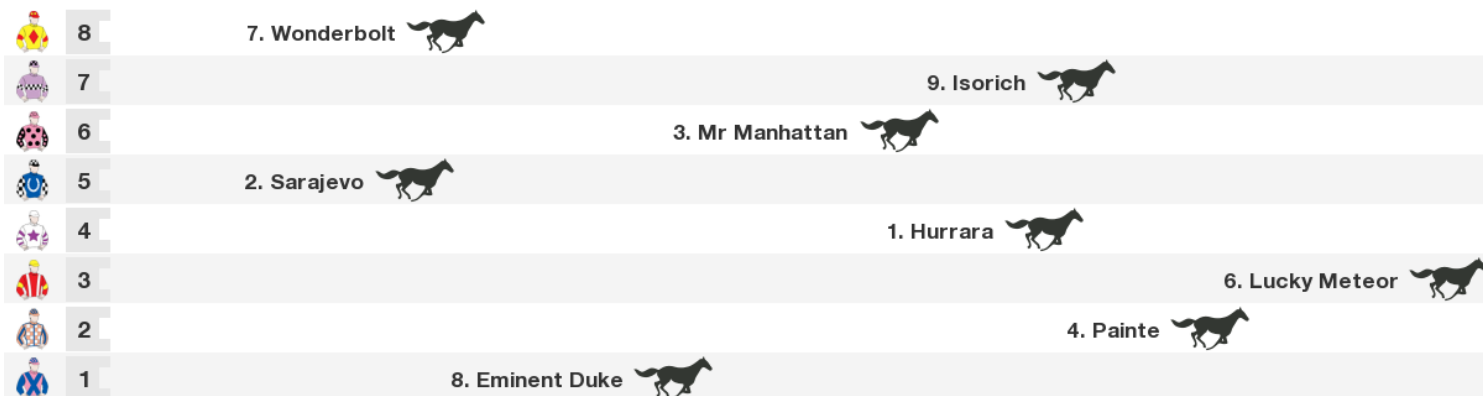 8 7. Wonderbolt
7 9. Isorich
6 3. Mr Manhattan
5 2. Sarajevo
4 1. Hurrara
3 6. Lucky Meteor
2 4. Painte
1 8. Eminent Duke